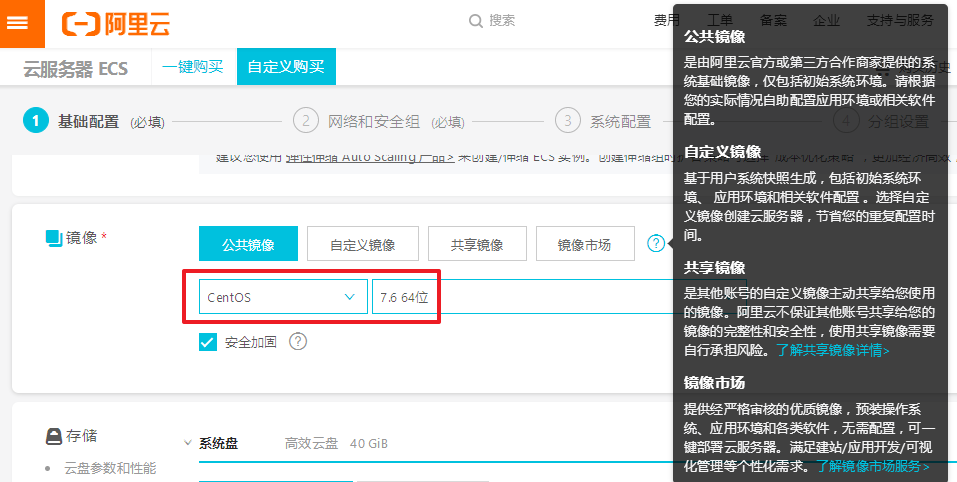 阿里云
搜索
费用 工单 备案 企业 支持与服务
云服务器 ECS 一键购买 自定义购买
1 基础配置 (必填) 2 网络和安全组 (必填) 3 系统配置 4 分组设置
建议您使用 弹性伸缩 Auto Scaling 产品>
镜像 *
公共镜像 自定义镜像 共享镜像 镜像市场 ?
CentOS 7.6 64位
安全加固 ?
存储
系统盘 高效云盘 40 GiB
云盘参数和性能
公共镜像
是由阿里云官方或第三方合作商家提供的系
统基础镜像，仅包括初始系统环境。请根据
您的实际情况自助配置应用环境或相关软件
配置。
自定义镜像
基于用户系统快照生成，包括初始系统环
境、 应用环境和相关软件配置 。选择自定
义镜像创建云服务器，节省您的重复配置时
间。
共享镜像
是其他账号的自定义镜像主动共享给您使用
的镜像。阿里云不保证其他账号共享给您的
镜像的完整性和安全性，使用共享镜像需要
自行承担风险。了解共享镜像详情>
镜像市场
提供经严格审核的优质镜像，预装操作系
统、应用环境和各类软件，无需配置，可一
键部署云服务器。满足建站/应用开发/可视
化管理等个性化需求。了解镜像市场服务>